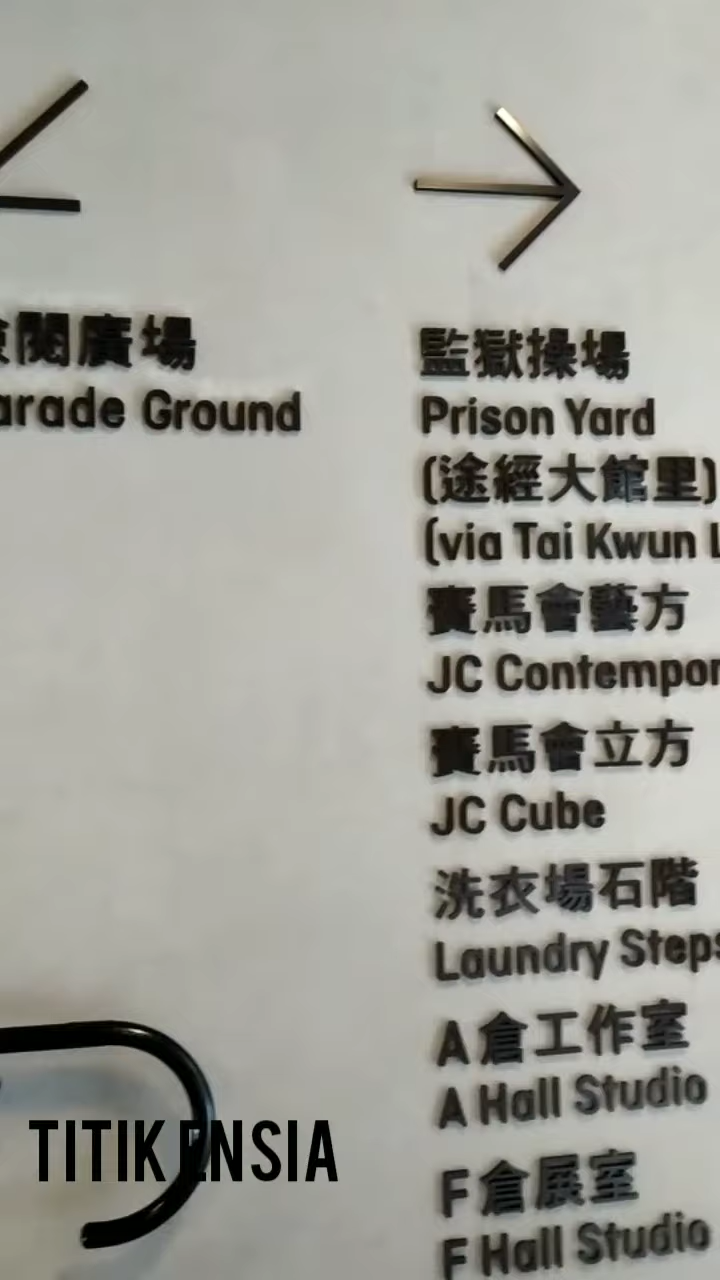 閱廣場
arade Ground
監獄操場
Prison Yard
(途經大館里)
(via Tai Kwun L
賽馬會藝方
JC Contempor
賽馬會立方
JC Cube
洗衣場石階
Laundry Steps
A倉工作室
A Hall Studio
F倉展室
F Hall Studio
TITIK ENSIA